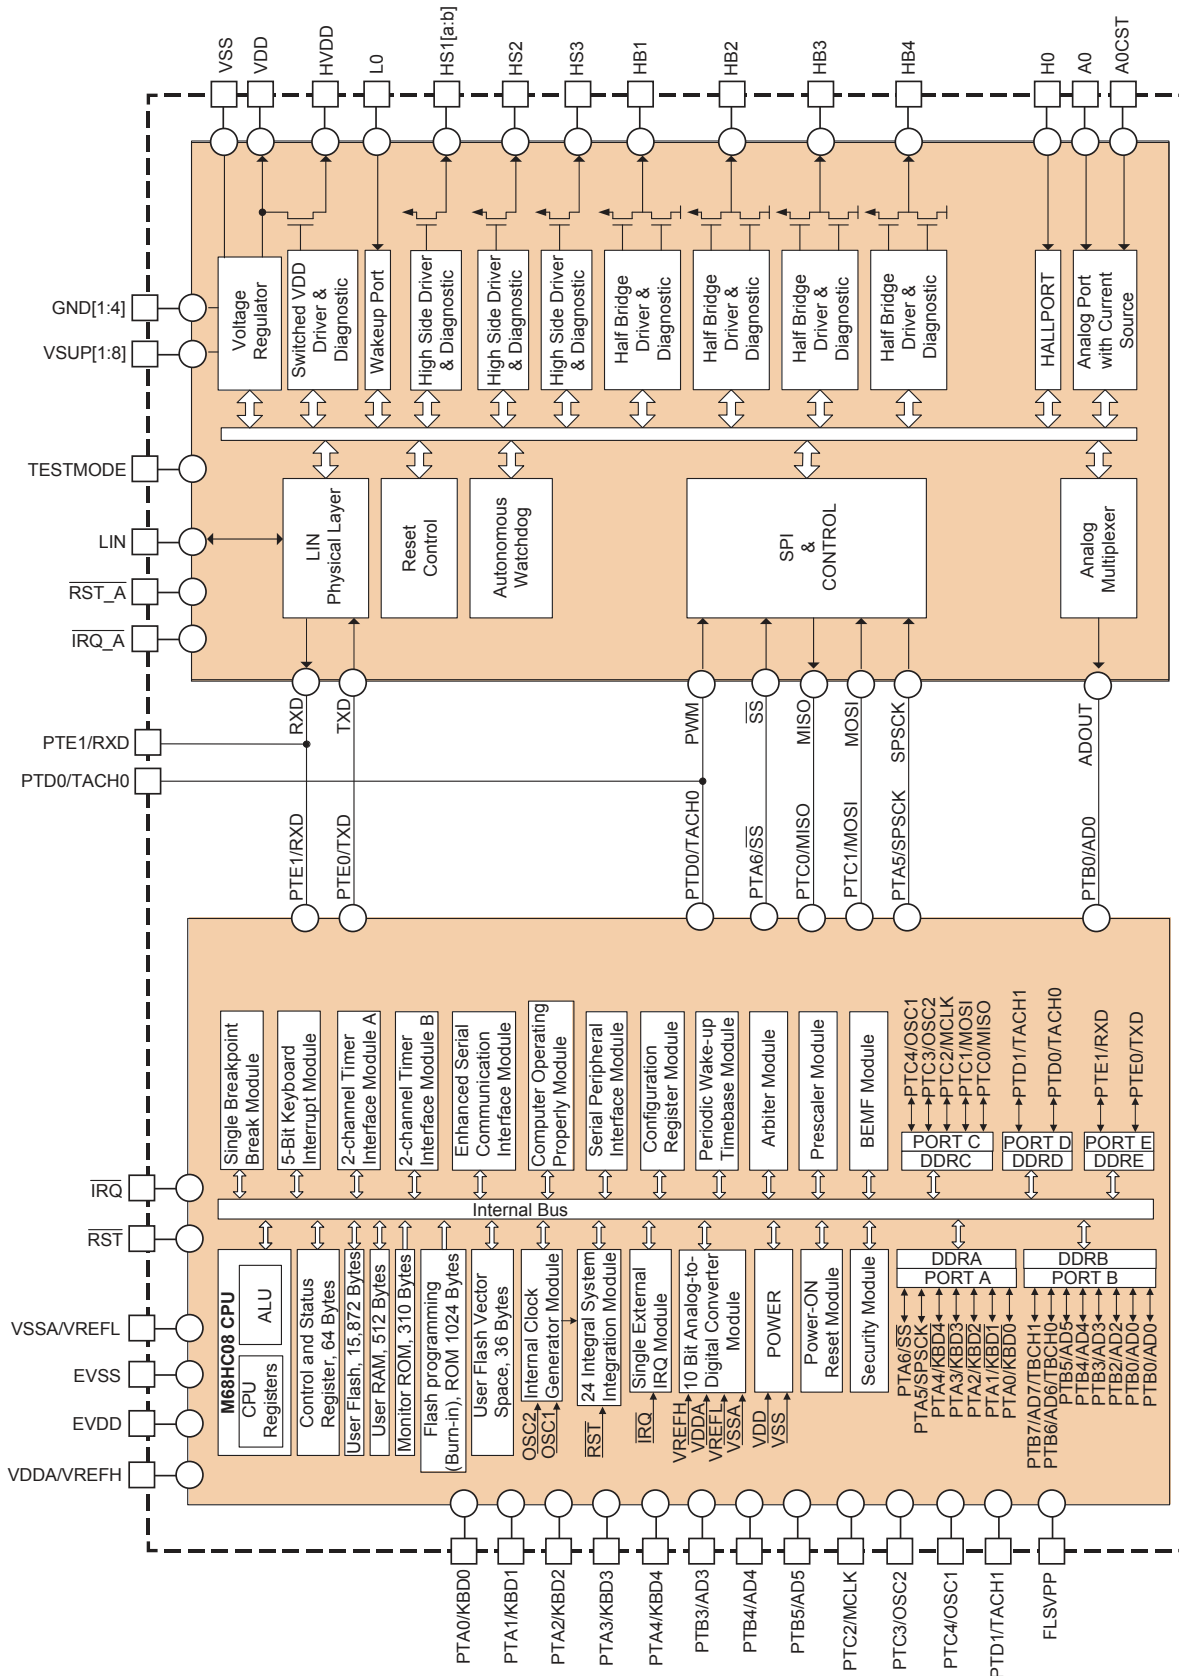 VSS
VDD
HVDD
L0
HS1[a:b]
HS2
HS3
HB1
HB2
HB3
HB4
H0
A0
A0CST
GND[1:4]
VSUP[1:8]
TESTMODE
LIN
RST_A
IRQ_A
PTE1/RXD
PTD0/TACH0
Voltage
Regulator
Switched VDD
Driver &
Diagnostic
Wakeup Port
High Side Driver
& Diagnostic
High Side Driver
& Diagnostic
High Side Driver
& Diagnostic
Half Bridge
Driver &
Diagnostic
Half Bridge
Driver &
Diagnostic
Half Bridge
Driver &
Diagnostic
Half Bridge
Driver &
Diagnostic
HALLPORT
Analog Port
with Current
Source
LIN
Physical Layer
Reset
Control
Autonomous
Watchdog
SPI
&
CONTROL
Analog
Multiplexer
RXD
TXD
PWM
SS
MISO
MOSI
SPSCK
ADOUT
PTE1/RXD
PTE0/TXD
PTD0/TACH0
PTA6/SS
PTC0/MISO
PTC1/MOSI
PTA5/SPSCK
PTB0/AD0
IRQ
RST
VSSA/VREFL
EVSS
EVDD
VDDA/VREFH
Single Breakpoint
Break Module
5-Bit Keyboard
Interrupt Module
2-channel Timer
Interface Module A
2-channel Timer
Interface Module B
Enhanced Serial
Communication
Interface Module
Computer Operating
Properly Module
Serial Peripheral
Interface Module
Configuration
Register Module
Periodic Wake-up
Timebase Module
Arbiter Module
Prescaler Module
BEMF Module
PTC4/OSC1
PTC3/OSC2
PTC2/MCLK
PTC1/MOSI
PTC0/MISO
PORT C
DDRC
PTD1/TACH1
PTD0/TACH0
PORT D
DDRD
PTE1/RXD
PTE0/TXD
PORT E
DDRE
Internal Bus
M68HC08 CPU
CPU
Registers
ALU
Control and Status
Register, 64 Bytes
User Flash, 15,872 Bytes
User RAM, 512 Bytes
Monitor ROM, 310 Bytes
Flash programming
(Burn-in), ROM 1024 Bytes
User Flash Vector
Space, 36 Bytes
Internal Clock
Generator Module
OSC2
OSC1
24 Integral System
Integration Module
RST
Single External
IRQ Module
IRQ
10 Bit Analog-to-
Digital Converter
Module
VREFH
VDDA
VREFL
VSSA
POWER
VDD
VSS
Power-ON
Reset Module
Security Module
DDRA
PORT A
PTA6/SS
PTA5/SPSCK
PTA4/KBD4
PTA3/KBD3
PTA2/KBD2
PTA1/KBD1
PTA0/KBD0
DDRB
PORT B
PTB7/AD7/TBCH1
PTB6/AD6/TBCH0
PTB5/AD5
PTB4/AD4
PTB3/AD3
PTB2/AD2
PTB0/AD0
PTB0/AD0
PTA0/KBD0
PTA1/KBD1
PTA2/KBD2
PTA3/KBD3
PTA4/KBD4
PTB3/AD3
PTB4/AD4
PTB5/AD5
PTC2/MCLK
PTC3/OSC2
PTC4/OSC1
PTD1/TACH1
FLSVPP